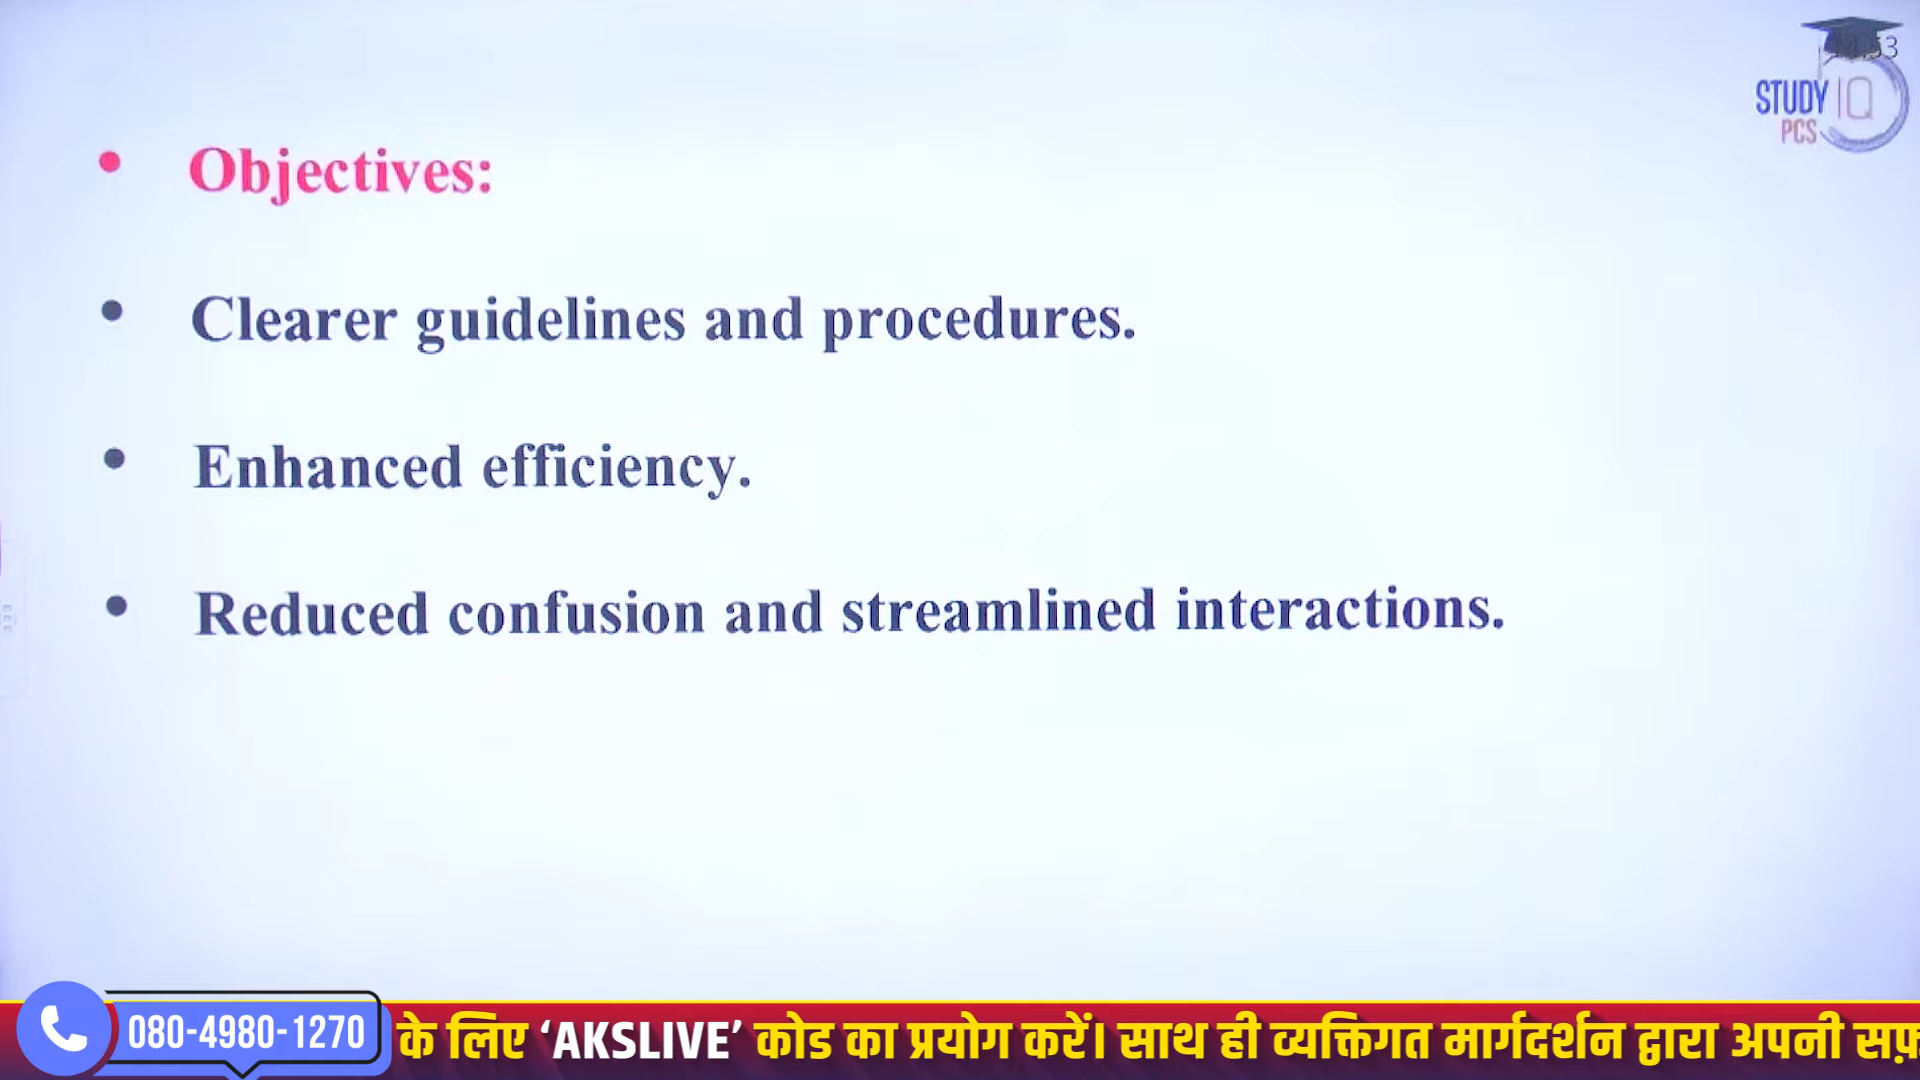 STUDY IQ
PCS
• Objectives:
• Clearer guidelines and procedures.
• Enhanced efficiency.
• Reduced confusion and streamlined interactions.
080-4980-1270
के लिए ‘AKSLIVE’ कोड का प्रयोग करें। साथ ही व्यक्तिगत मार्गदर्शन द्वारा अपनी